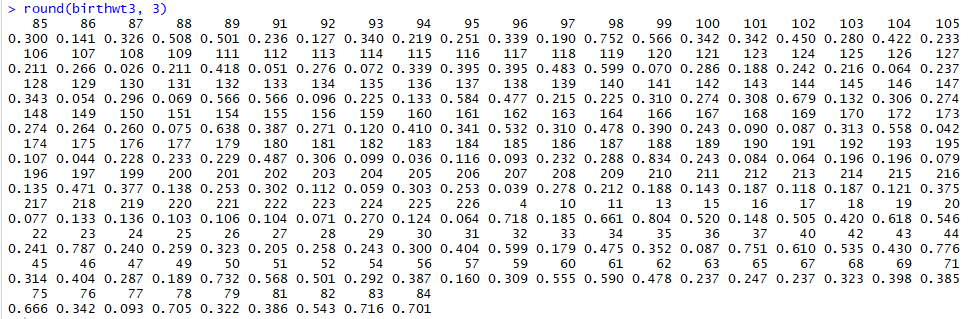 > round(birthwt3, 3)
85 86 87 88 89 91 92 93 94 95 96 97 98 99 100 101 102 103 104 105
0.300 0.141 0.326 0.508 0.501 0.236 0.127 0.340 0.219 0.251 0.339 0.190 0.752 0.566 0.342 0.342 0.450 0.280 0.422 0.233
106 107 108 109 111 112 113 114 115 116 117 118 119 120 121 123 124 125 126 127
0.211 0.266 0.026 0.211 0.418 0.051 0.276 0.072 0.339 0.395 0.395 0.483 0.599 0.070 0.286 0.188 0.242 0.216 0.064 0.237
128 129 130 131 132 133 134 135 136 137 138 139 140 141 142 143 144 145 146 147
0.343 0.054 0.296 0.069 0.566 0.566 0.096 0.225 0.133 0.584 0.477 0.215 0.225 0.310 0.274 0.308 0.679 0.132 0.306 0.274
148 149 150 151 154 155 156 159 160 161 162 163 164 166 167 168 169 170 172 173
0.274 0.264 0.260 0.075 0.638 0.387 0.271 0.120 0.410 0.341 0.532 0.310 0.478 0.390 0.243 0.090 0.087 0.313 0.558 0.042
174 175 176 177 179 180 181 182 183 184 185 186 187 188 189 190 191 192 193 195
0.107 0.044 0.228 0.233 0.229 0.487 0.306 0.099 0.036 0.116 0.093 0.232 0.288 0.834 0.243 0.084 0.064 0.196 0.196 0.079
196 197 199 200 201 202 203 204 205 206 207 208 209 210 211 212 213 214 215 216
0.135 0.471 0.377 0.138 0.253 0.302 0.112 0.059 0.303 0.253 0.039 0.278 0.212 0.188 0.143 0.187 0.118 0.187 0.121 0.375
217 218 219 220 221 222 223 224 225 226 4 10 11 13 15 16 17 18 19 20
0.077 0.133 0.136 0.103 0.106 0.104 0.071 0.270 0.124 0.064 0.718 0.185 0.661 0.804 0.520 0.148 0.505 0.420 0.618 0.546
22 23 24 25 26 27 28 29 30 31 32 33 34 35 36 37 40 42 43 44
0.241 0.787 0.240 0.259 0.323 0.205 0.258 0.243 0.300 0.404 0.599 0.179 0.475 0.352 0.087 0.751 0.610 0.535 0.430 0.776
45 46 47 49 50 51 52 54 56 57 59 60 61 62 63 65 67 68 69 71
0.314 0.404 0.287 0.189 0.732 0.568 0.501 0.292 0.387 0.160 0.309 0.555 0.590 0.478 0.237 0.247 0.237 0.323 0.398 0.385
75 76 77 78 79 81 82 83 84
0.666 0.342 0.093 0.705 0.322 0.386 0.543 0.716 0.701